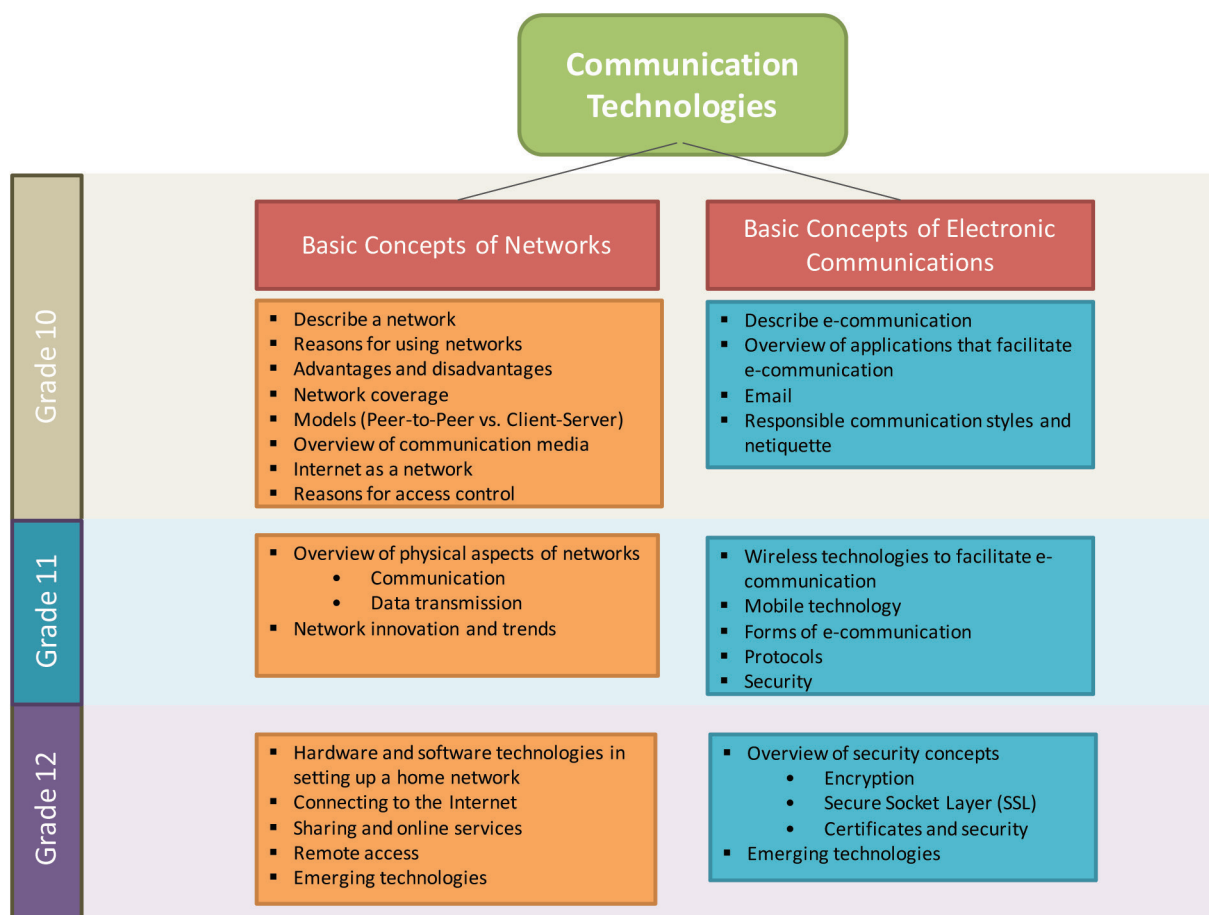 Communication
Technologies
Grade 10
Basic Concepts of Networks
▪ Describe a network
▪ Reasons for using networks
▪ Advantages and disadvantages
▪ Network coverage
▪ Models (Peer-to-Peer vs. Client-Server)
▪ Overview of communication media
▪ Internet as a network
▪ Reasons for access control
Basic Concepts of Electronic
Communications
▪ Describe e-communication
▪ Overview of applications that facilitate
e-communication
▪ Email
▪ Responsible communication styles and
netiquette
Grade 11
▪ Overview of physical aspects of networks
• Communication
• Data transmission
▪ Network innovation and trends
▪ Wireless technologies to facilitate e-
communication
▪ Mobile technology
▪ Forms of e-communication
▪ Protocols
▪ Security
Grade 12
▪ Hardware and software technologies in
setting up a home network
▪ Connecting to the Internet
▪ Sharing and online services
▪ Remote access
▪ Emerging technologies
▪ Overview of security concepts
• Encryption
• Secure Socket Layer (SSL)
• Certificates and security
▪ Emerging technologies